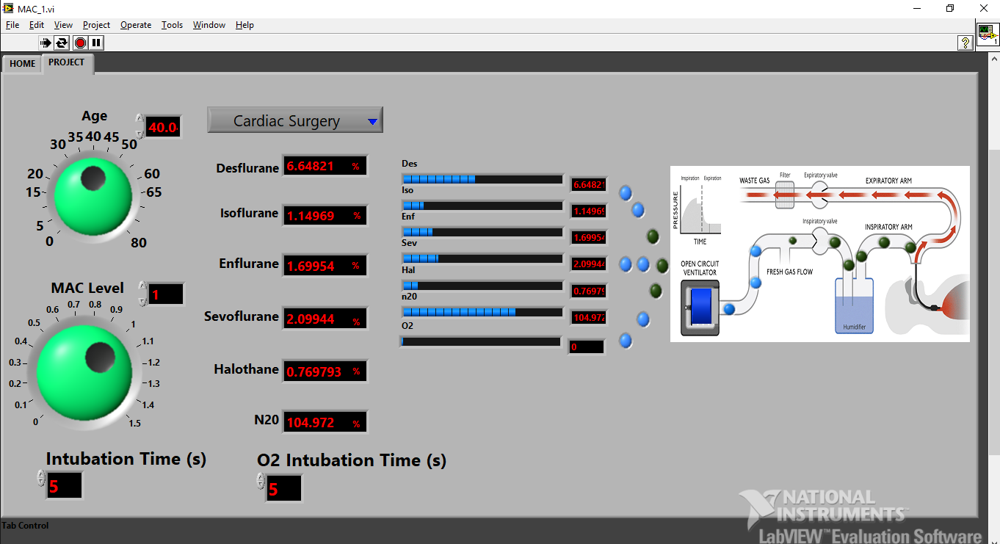 MAC_1.vi
File Edit View Project Operate Tools Window Help
1
HOME PROJECT
Age
40.0
0 5 15 20 30 35 40 45 50 60 65 80
Cardiac Surgery
Desflurane 6.64821 %
Isoflurane 1.14969 %
Enflurane 1.69954 %
Sevoflurane 2.09944 %
Halothane 0.769793 %
N20 104.972 %
MAC Level
1
0 0.1 0.2 0.3 0.4 0.5 0.6 0.7 0.8 0.9 1 1.1 1.2 1.3 1.4 1.5
Intubation Time (s)
5
O2 Intubation Time (s)
5
Des
6.64821
Iso
1.14969
Enf
1.69954
Sev
2.09944
Hal
0.76979
n20
104.972
O2
0
Inspiration Expiration
PRESSURE
TIME
WASTE GAS
Filter
Expiratory valve
EXPIRATORY ARM
Inspiratory valve
INSPIRATORY ARM
FRESH GAS FLOW
OPEN CIRCUIT
VENTILATOR
Humidifier
Tab Control
NATIONAL
INSTRUMENTS™
LabVIEW™ Evaluation Software